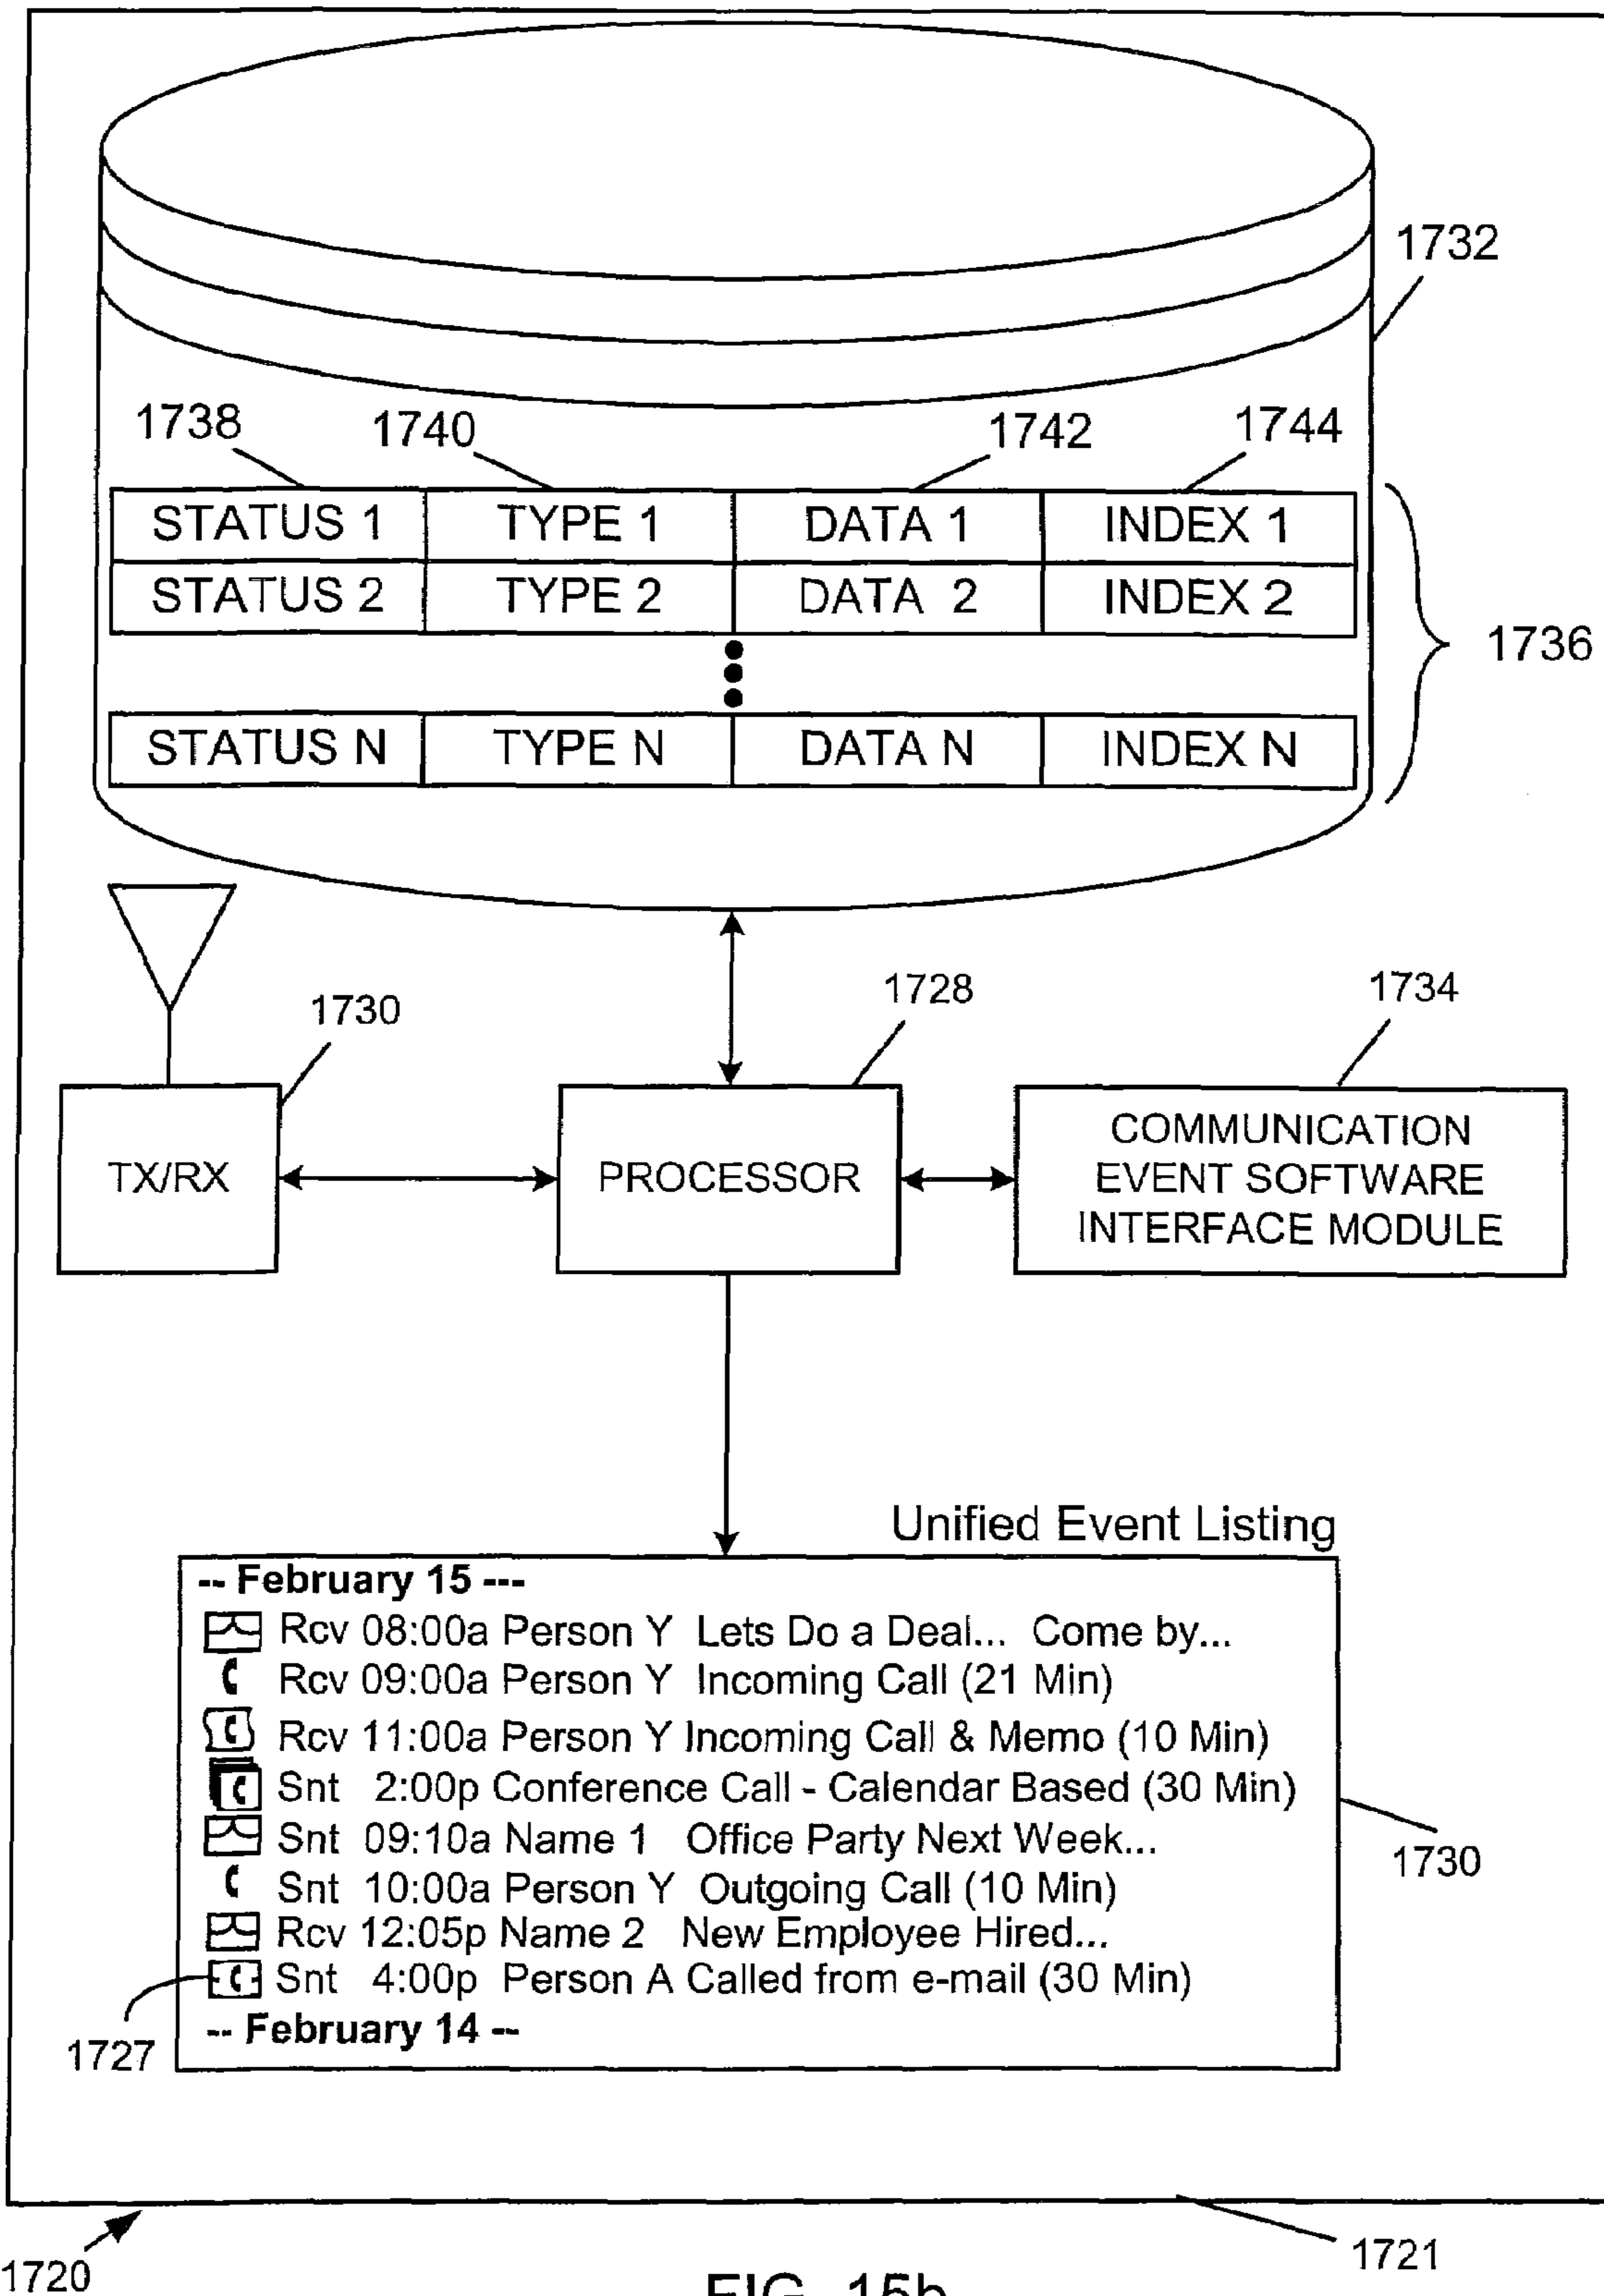 1732
1738 1740 1742 1744
STATUS 1 TYPE 1 DATA 1 INDEX 1
STATUS 2 TYPE 2 DATA 2 INDEX 2
1736
STATUS N TYPE N DATA N INDEX N
1730 1728 1734
TX/RX
PROCESSOR
COMMUNICATION
EVENT SOFTWARE
INTERFACE MODULE
Unified Event Listing
-- February 15 ---
Rcv 08:00a Person Y Lets Do a Deal... Come by...
Rcv 09:00a Person Y Incoming Call (21 Min)
Rcv 11:00a Person Y Incoming Call & Memo (10 Min)
Snt 2:00p Conference Call - Calendar Based (30 Min)
Snt 09:10a Name 1 Office Party Next Week...
Snt 10:00a Person Y Outgoing Call (10 Min)
Rcv 12:05p Name 2 New Employee Hired...
Snt 4:00p Person A Called from e-mail (30 Min)
-- February 14 --
1730
1727
1720
1721
FIG. 15b